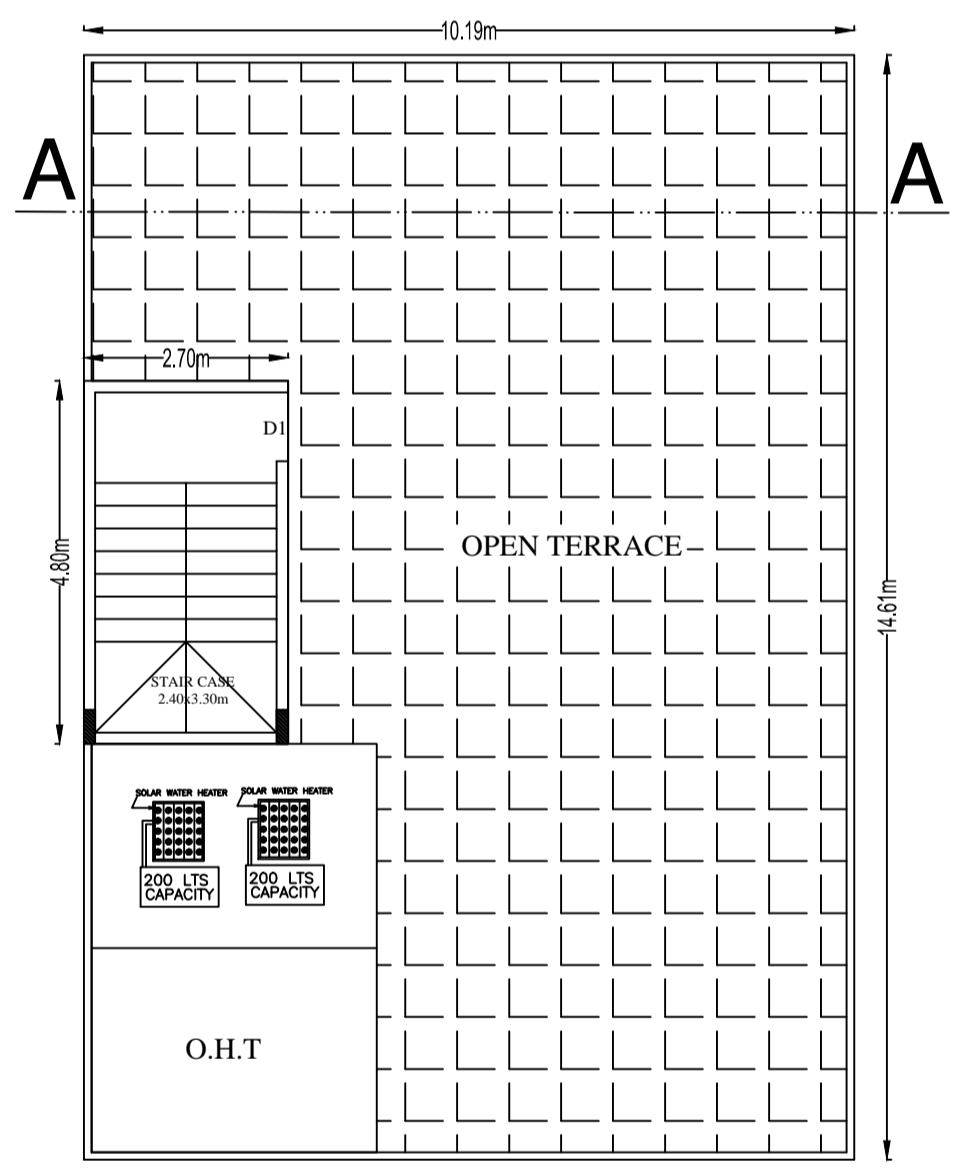 10.19m
A
A
2.70m
D1
4.80m
OPEN TERRACE
14.61m
STAIR CASE
2.40x3.30m
SOLAR WATER HEATER
SOLAR WATER HEATER
200 LTS
CAPACITY
200 LTS
CAPACITY
O.H.T